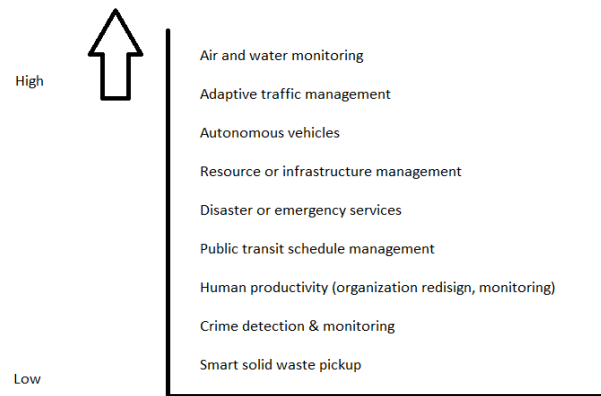 Air and water monitoring
High
Adaptive traffic management
Autonomous vehicles
Resource or infrastructure management
Disaster or emergency services
Public transit schedule management
Human productivity (organization redisign, monitoring)
Crime detection & monitoring
Smart solid waste pickup
Low